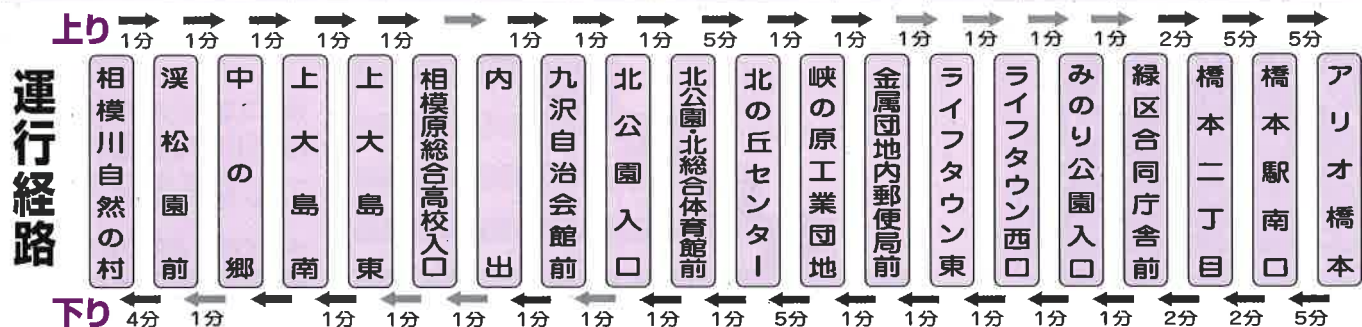 上り 1分 1分 1分 1分 1分 1分 1分 1分 5分 1分 1分 1分 1分 1分 1分 2分 5分 5分
運行経路
相模川自然の村
渓松園前
中の郷
上大島南
上大島東
相模原総合高校入口
内出
九沢自治会館前
北公園入口
北公園・北総合体育館前
北の丘センター
峡の原工業団地
金属団地内郵便局前
ライフタウン東
ライフタウン西口
みのり公園入口
緑区合同庁舎前
橋本二丁目
橋本駅南口
アリオ橋本
下り 4分 1分 1分 1分 1分 1分 1分 1分 1分 5分 1分 1分 1分 1分 1分 2分 2分 5分